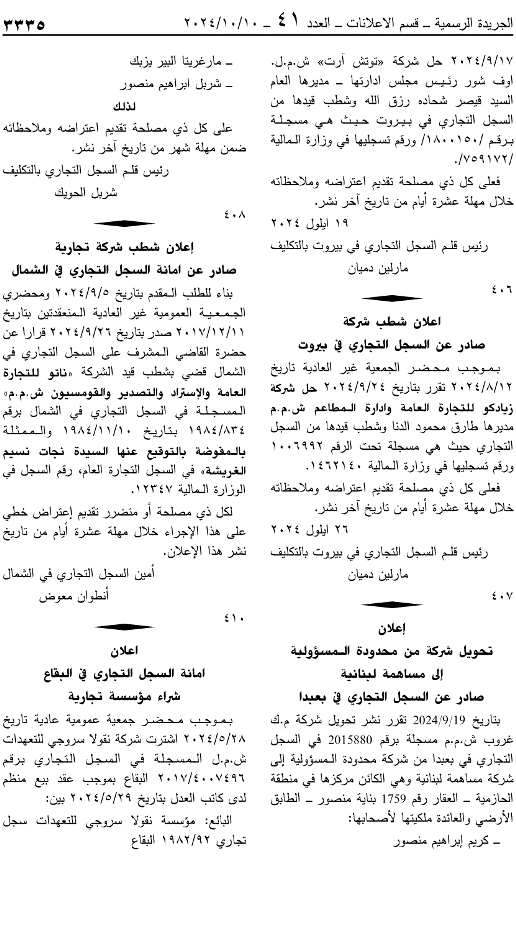 الجريدة الرسمية ــ قسم الاعلانات ــ العدد ٤١ ــ ٢٠٢٤/١٠/١٠
٣٣٣٥
٢٠٢٤/٩/١٧ حل شركة «توتش آرت» ش.م.ل.
اوف شور رئيس مجلس ادارتها ــ مديرها العام
السيد قيصر شحاده رزق الله وشطب قيدها من
السجل التجاري في بيروت حيث هي مسجلة
برقم /١٨٠٠١٥٠/ ورقم تسجليها في وزارة المالية
/٧٥٩١٧٢/.
فعلى كل ذي مصلحة تقديم اعتراضه وملاحظاته
خلال مهلة عشرة أيام من تاريخ آخر نشر.
١٩ ايلول ٢٠٢٤
رئيس قلم السجل التجاري في بيروت بالتكليف
مارلين دميان
٤٠٦
اعلان شطب شركة
صادر عن السجل التجاري في بيروت
بموجب محضر الجمعية غير العادية تاريخ
٢٠٢٤/٨/١٢ تقرر بتاريخ ٢٠٢٤/٩/٢٤ حل شركة
زيادكو للتجارة العامة وادارة المطاعم ش.م.م
مديرها طارق محمود الدنا وشطب قيدها من السجل
التجاري حيث هي مسجلة تحت الرقم ١٠٠٦٩٩٢
ورقم تسجليها في وزارة المالية ١٤٦٢١٤٠.
فعلى كل ذي مصلحة تقديم اعتراضه وملاحظاته
خلال مهلة عشرة أيام من تاريخ آخر نشر.
٢٦ ايلول ٢٠٢٤
رئيس قلم السجل التجاري في بيروت بالتكليف
مارلين دميان
٤٠٧
إعلان
تحويل شركة من محدودة المسؤولية
إلى مساهمة لبنانية
صادر عن السجل التجاري في بعبدا
بتاريخ 2024/9/19 تقرر نشر تحويل شركة م.ك
غروب ش.م.م مسجلة برقم 2015880 في السجل
التجاري في بعبدا من شركة محدودة المسؤولية إلى
شركة مساهمة لبنانية وهي الكائن مركزها في منطقة
الحازمية ــ العقار رقم 1759 بناية منصور ــ الطابق
الأرضي والعائدة ملكيتها لأصحابها:
ــ كريم إبراهيم منصور
ــ مارغريتا البير يزبك
ــ شربل ابراهيم منصور
لذلك
على كل ذي مصلحة تقديم اعتراضه وملاحظاته
ضمن مهلة شهر من تاريخ آخر نشر.
رئيس قلم السجل التجاري بالتكليف
شربل الحويك
٤٠٨
إعلان شطب شركة تجارية
صادر عن امانة السجل التجاري في الشمال
بناء للطلب المقدم بتاريخ ٢٠٢٤/٩/٥ ومحضري
الجمعية العمومية غير العادية المنعقدتين بتاريخ
٢٠١٧/١٢/١١ صدر بتاريخ ٢٠٢٤/٩/٢٦ قرارا عن
حضرة القاضي المشرف على السجل التجاري في
الشمال قضي بشطب قيد الشركة «ناتو للتجارة
العامة والإستراد والتصدير والقومسيون ش.م.م»
المسجلة في السجل التجاري في الشمال برقم
١٩٨٤/٨٣٤ بتاريخ ١٩٨٤/١١/١٠ والممثلة
بالمفوضة بالتوقيع عنها السيدة نجات نسيم
الغريشة» في السجل التجارة العام، رقم السجل في
الوزارة المالية ١٢٣٤٧.
لكل ذي مصلحة أو متضرر تقديم إعتراض خطي
على هذا الإجراء خلال مهلة عشرة أيام من تاريخ
نشر هذا الإعلان.
أمين السجل التجاري في الشمال
أنطوان معوض
٤١٠
اعلان
امانة السجل التجاري في البقاع
شراء مؤسسة تجارية
بموجب محضر جمعية عمومية عادية تاريخ
٢٠٢٤/٥/٢٨ اشترت شركة نقولا سروجي للتعهدات
ش.م.ل المسجلة في السجل التجاري برقم
٢٠١٧/٤٠٠٧٤٩٦ البقاع بموجب عقد بيع منظم
لدى كاتب العدل بتاريخ ٢٠٢٤/٥/٢٩ بين:
البائع: مؤسسة نقولا سروجي للتعهدات سجل
تجاري ١٩٨٢/٩٢ البقاع